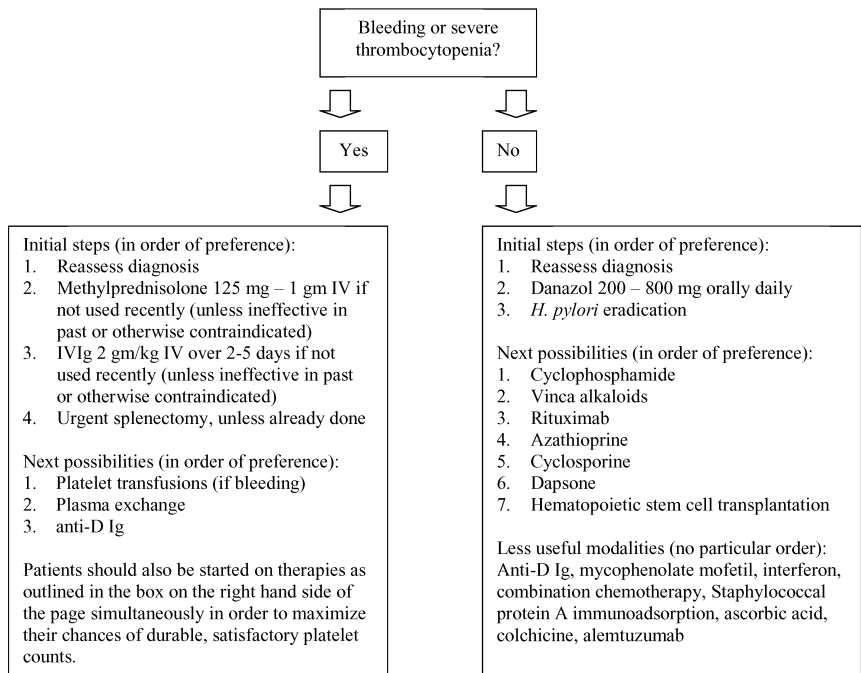 Bleeding or severe
thrombocytopenia?
Yes
No
Initial steps (in order of preference):
1. Reassess diagnosis
2. Methylprednisolone 125 mg – 1 gm IV if
not used recently (unless ineffective in
past or otherwise contraindicated)
3. IVIg 2 gm/kg IV over 2-5 days if not
used recently (unless ineffective in past
or otherwise contraindicated)
4. Urgent splenectomy, unless already done
Next possibilities (in order of preference):
1. Platelet transfusions (if bleeding)
2. Plasma exchange
3. anti-D Ig
Patients should also be started on therapies as
outlined in the box on the right hand side of
the page simultaneously in order to maximize
their chances of durable, satisfactory platelet
counts.
Initial steps (in order of preference):
1. Reassess diagnosis
2. Danazol 200 – 800 mg orally daily
3. H. pylori eradication
Next possibilities (in order of preference):
1. Cyclophosphamide
2. Vinca alkaloids
3. Rituximab
4. Azathioprine
5. Cyclosporine
6. Dapsone
7. Hematopoietic stem cell transplantation
Less useful modalities (no particular order):
Anti-D Ig, mycophenolate mofetil, interferon,
combination chemotherapy, Staphylococcal
protein A immunoadsorption, ascorbic acid,
colchicine, alemtuzumab